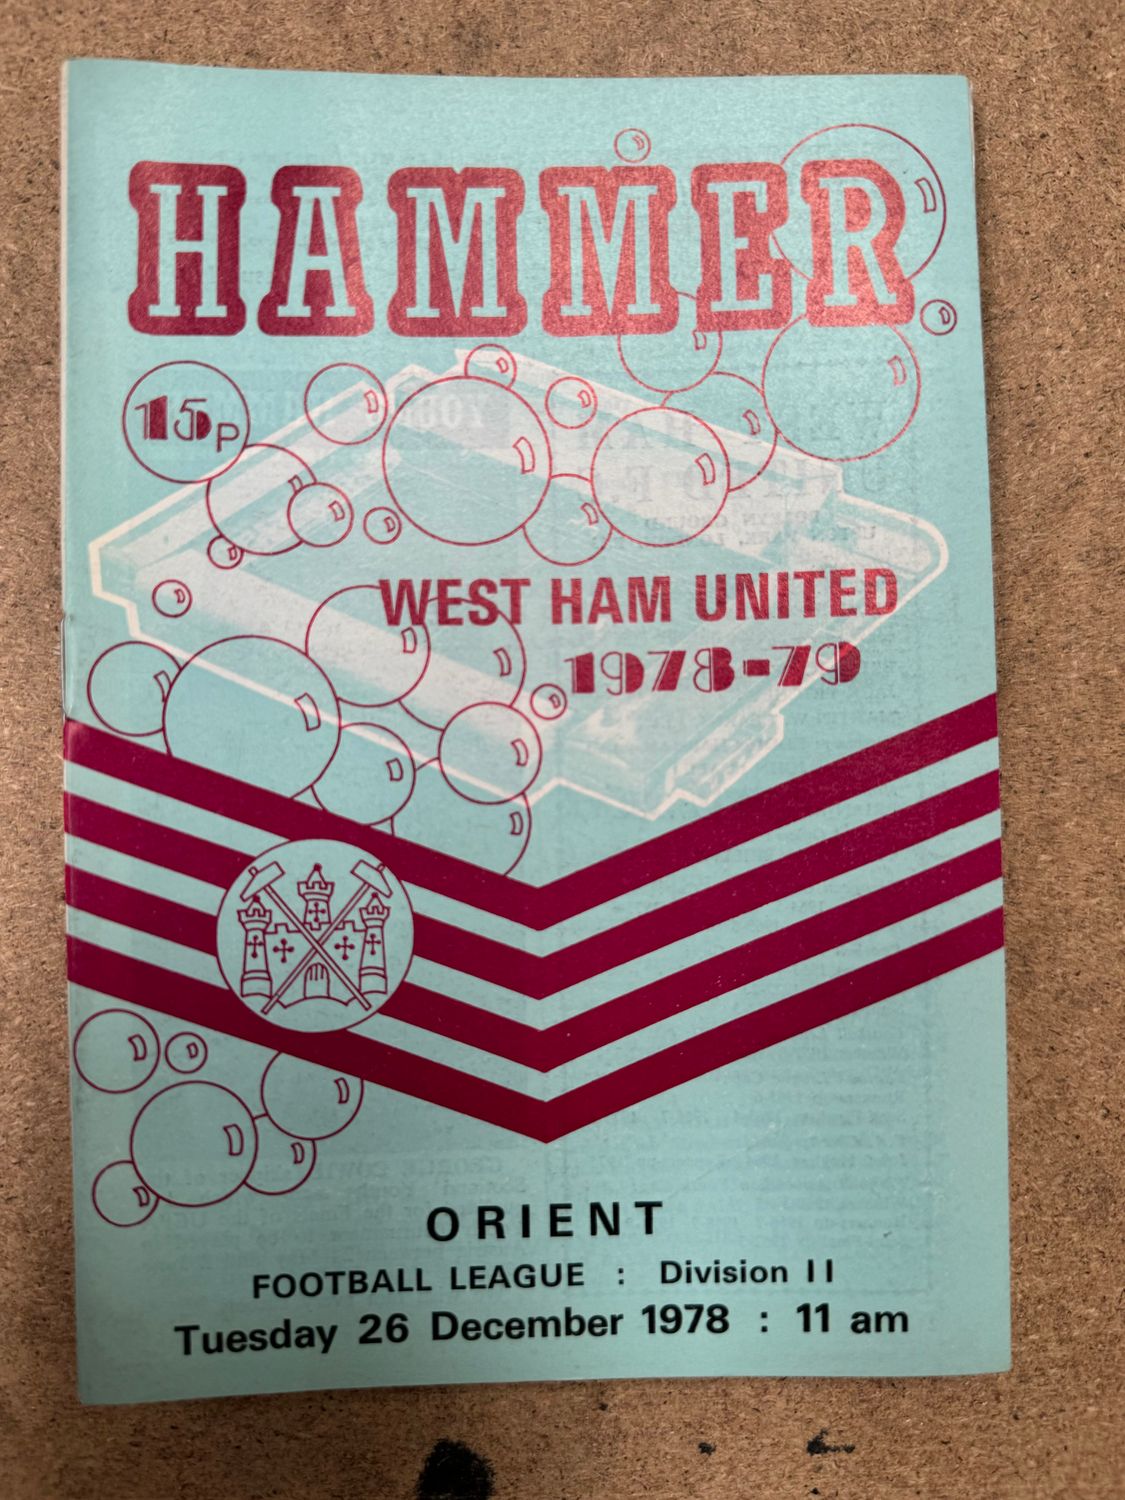 HAMMER
15p
WEST HAM UNITED
1978-79
ORIENT
FOOTBALL LEAGUE : Division II
Tuesday 26 December 1978 : 11 am